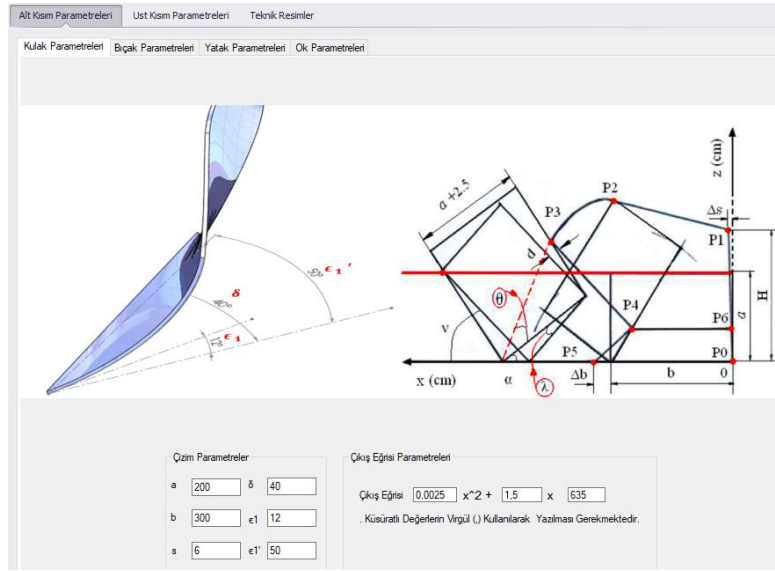 Alt Kısım Parametreleri Ust Kısım Parametreleri Teknik Resimler
Kulak Parametreleri Bıçak Parametreleri Yatak Parametreleri Ok Parametreleri
z (cm)
a + 2.5
P2
Δs
P3
P1
d
50° ε1'
δ
40°
H
θ
ε1
12°
P4
a
P6
ν
P5
P0
x (cm)
α
λ
Δb
b
0
Çizim Parametreler
Çıkış Eğrisi Parametreleri
a 200 δ 40
Çıkış Eğrisi 0,0025 x^2 + 1,5 x 635
b 300 ε1 12
. Küsüratlı Değerlerin Virgül (,) Kullanılarak Yazılması Gerekmektedir.
s 6 ε1' 50